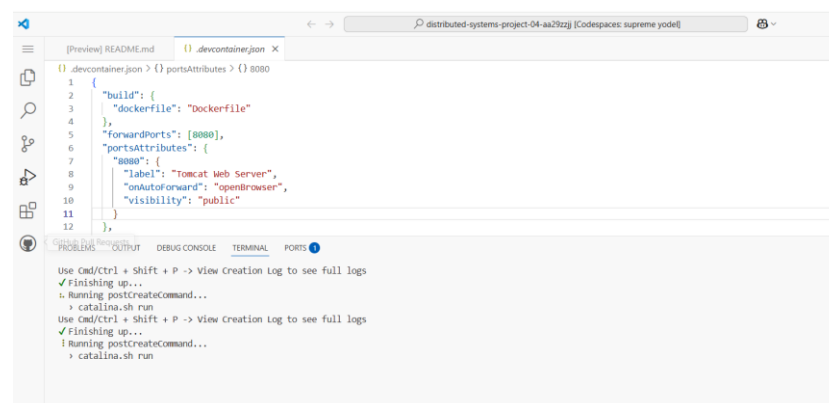 distributed-systems-project-04-aa29zzjj [Codespaces: supreme yodel]
[Preview] README.md {} .devcontainer.json ×
{} .devcontainer.json > {} portsAttributes > {} 8080
1 {
2 "build": {
3 "dockerfile": "Dockerfile"
4 },
5 "forwardPorts": [8080],
6 "portsAttributes": {
7 "8080": {
8 "label": "Tomcat Web Server",
9 "onAutoForward": "openBrowser",
10 "visibility": "public"
11 }
12 },
GitHub Pull Requests
PROBLEMS OUTPUT DEBUG CONSOLE TERMINAL PORTS 1
Use Cmd/Ctrl + Shift + P -> View Creation Log to see full logs
✓ Finishing up...
⠦ Running postCreateCommand...
› catalina.sh run
Use Cmd/Ctrl + Shift + P -> View Creation Log to see full logs
✓ Finishing up...
⠇ Running postCreateCommand...
› catalina.sh run